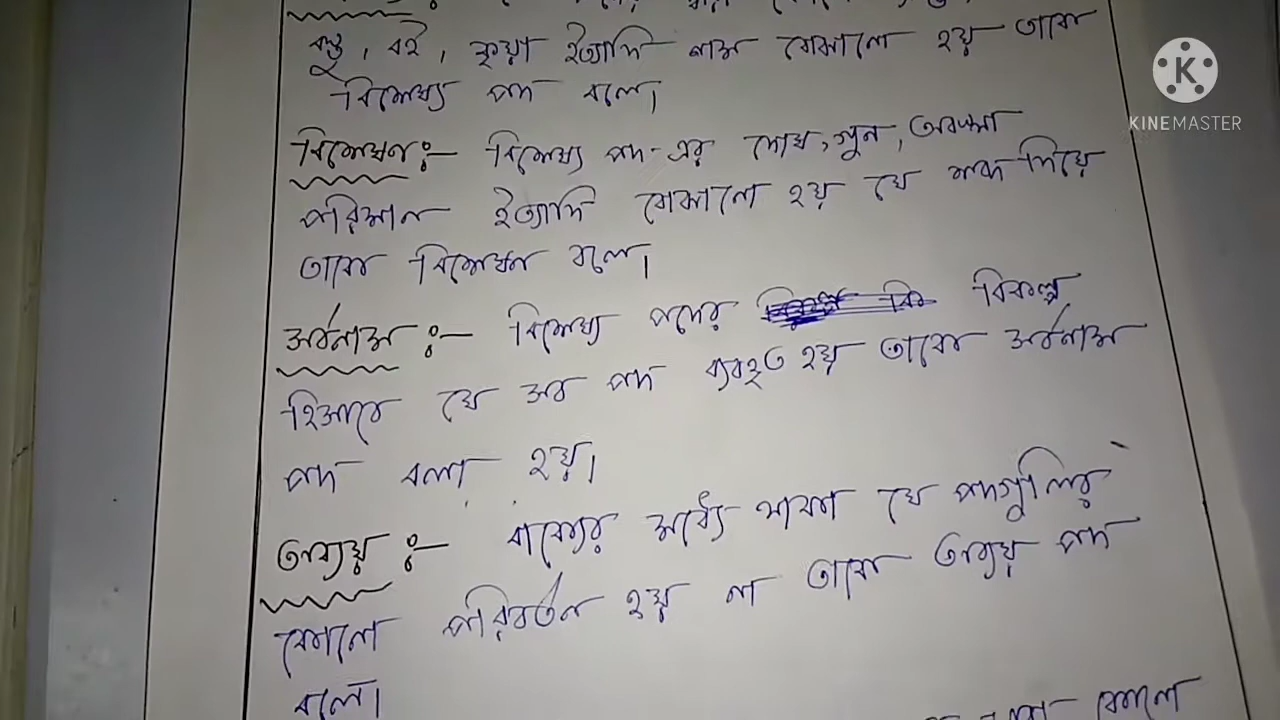 বস্তু, বই, ইত্যাদি নাম বোঝানো হয় তাকে
বিশেষ্য পদ বলে।
বিশেষণ :- বিশেষ্য পদ-এর দোষ, গুন, অবস্থা
পরিমান ইত্যাদি বোঝানো হয় যে শব্দ দিয়ে
তাকে বিশেষণ বলে।
সর্বনাম :- বিশেষ্য পদের বিকল্প
হিসাবে যে সব পদ ব্যবহৃত হয় তাকে সর্বনাম
পদ বলা হয়।
অব্যয় :- বাক্যের মধ্যে থাকা যে পদগুলির
কোনো পরিবর্তন হয় না তাকে অব্যয় পদ
বলে।
কোনো
KINEMASTER